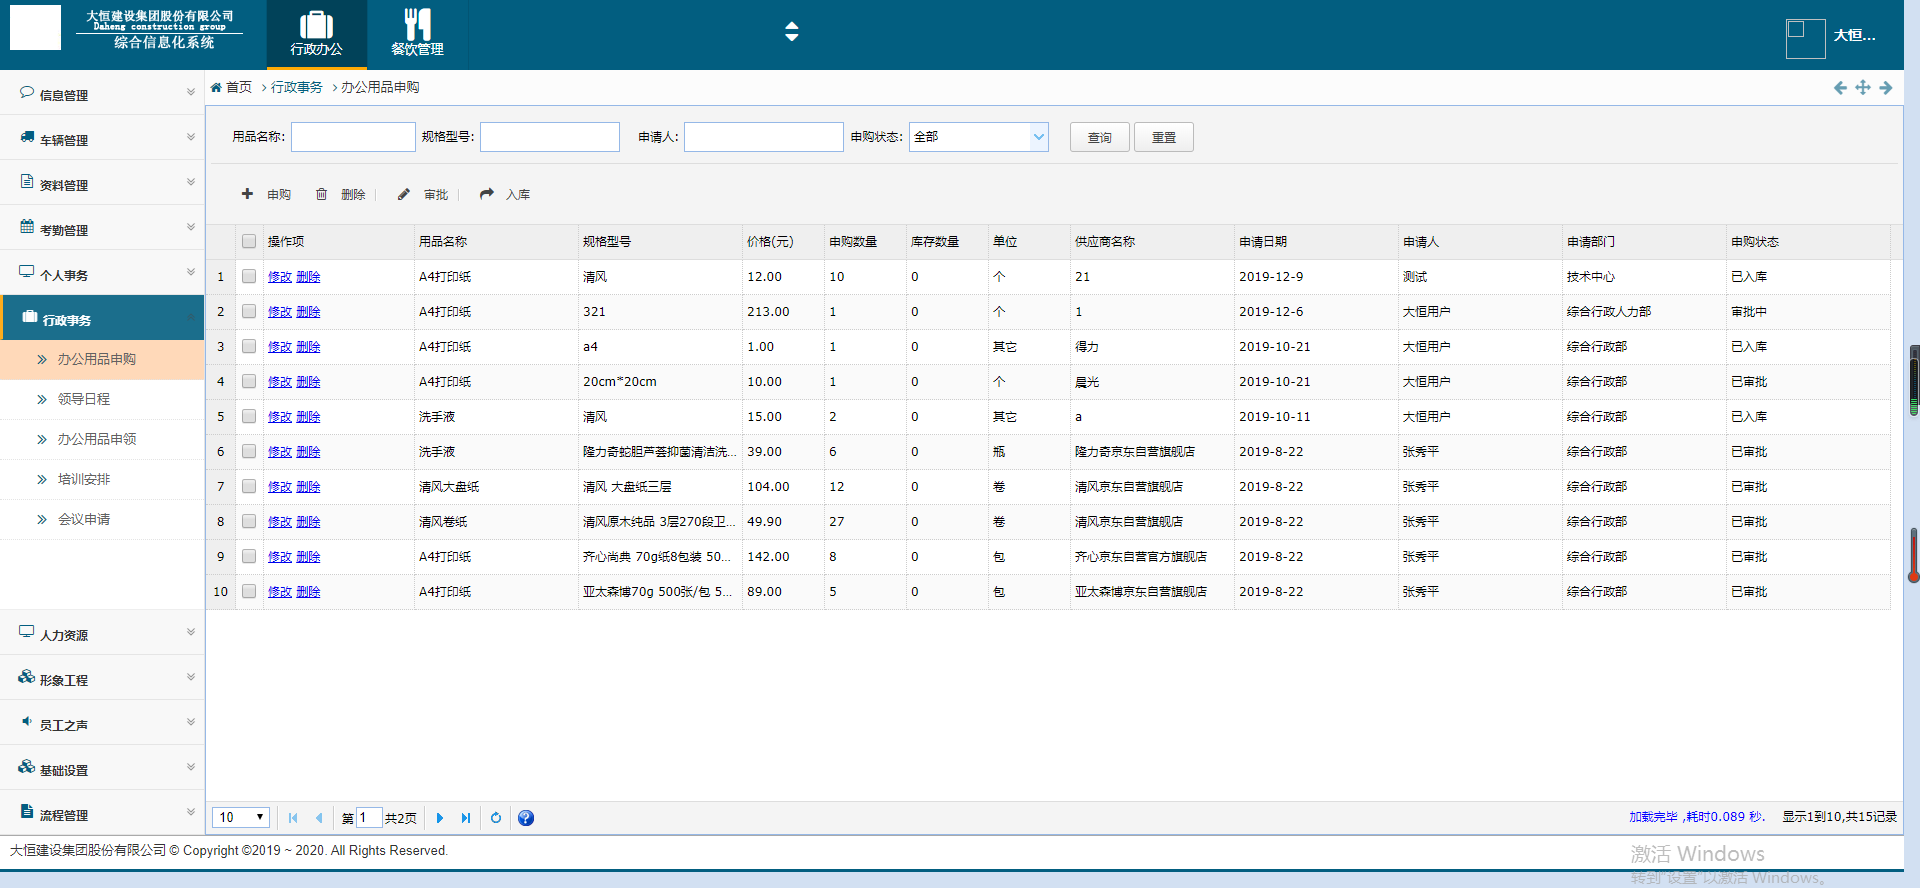 大恒建设集团股份有限公司
Daheng construction group
综合信息化系统
行政办公
餐饮管理
大恒...
信息管理
车辆管理
资料管理
考勤管理
个人事务
行政事务
办公用品申购
领导日程
办公用品申领
培训安排
会议申请
人力资源
形象工程
员工之声
基础设置
流程管理
首页 行政事务 办公用品申购
用品名称: 规格型号: 申请人: 申购状态: 全部 查询 重置
申购 删除 审批 入库
操作项 用品名称 规格型号 价格(元) 申购数量 库存数量 单位 供应商名称 申请日期 申请人 申请部门 申购状态
1 修改 删除 A4打印纸 清风 12.00 10 0 个 21 2019-12-9 测试 技术中心 已入库
2 修改 删除 A4打印纸 321 213.00 1 0 个 1 2019-12-6 大恒用户 综合行政人力部 审批中
3 修改 删除 A4打印纸 a4 1.00 1 0 其它 得力 2019-10-21 大恒用户 综合行政部 已入库
4 修改 删除 A4打印纸 20cm*20cm 10.00 1 0 个 晨光 2019-10-21 大恒用户 综合行政部 已审批
5 修改 删除 洗手液 清风 15.00 2 0 其它 a 2019-10-11 大恒用户 综合行政部 已入库
6 修改 删除 洗手液 隆力奇蛇胆芦荟抑菌清洁洗... 39.00 6 0 瓶 隆力奇京东自营旗舰店 2019-8-22 张秀平 综合行政部 已审批
7 修改 删除 清风大盘纸 清风 大盘纸三层 104.00 12 0 卷 清风京东自营旗舰店 2019-8-22 张秀平 综合行政部 已审批
8 修改 删除 清风卷纸 清风原木纯品 3层270段卫... 49.90 27 0 卷 清风京东自营旗舰店 2019-8-22 张秀平 综合行政部 已审批
9 修改 删除 A4打印纸 齐心尚典 70g纸8包装 50... 142.00 8 0 包 齐心京东自营官方旗舰店 2019-8-22 张秀平 综合行政部 已审批
10 修改 删除 A4打印纸 亚太森博70g 500张/包 5... 89.00 5 0 包 亚太森博京东自营旗舰店 2019-8-22 张秀平 综合行政部 已审批
10 第 1 共2页 加载完毕 ,耗时0.089 秒. 显示1到10,共15记录
大恒建设集团股份有限公司 © Copyright ©2019 ~ 2020. All Rights Reserved.
激活 Windows
转到"设置"以激活 Windows。